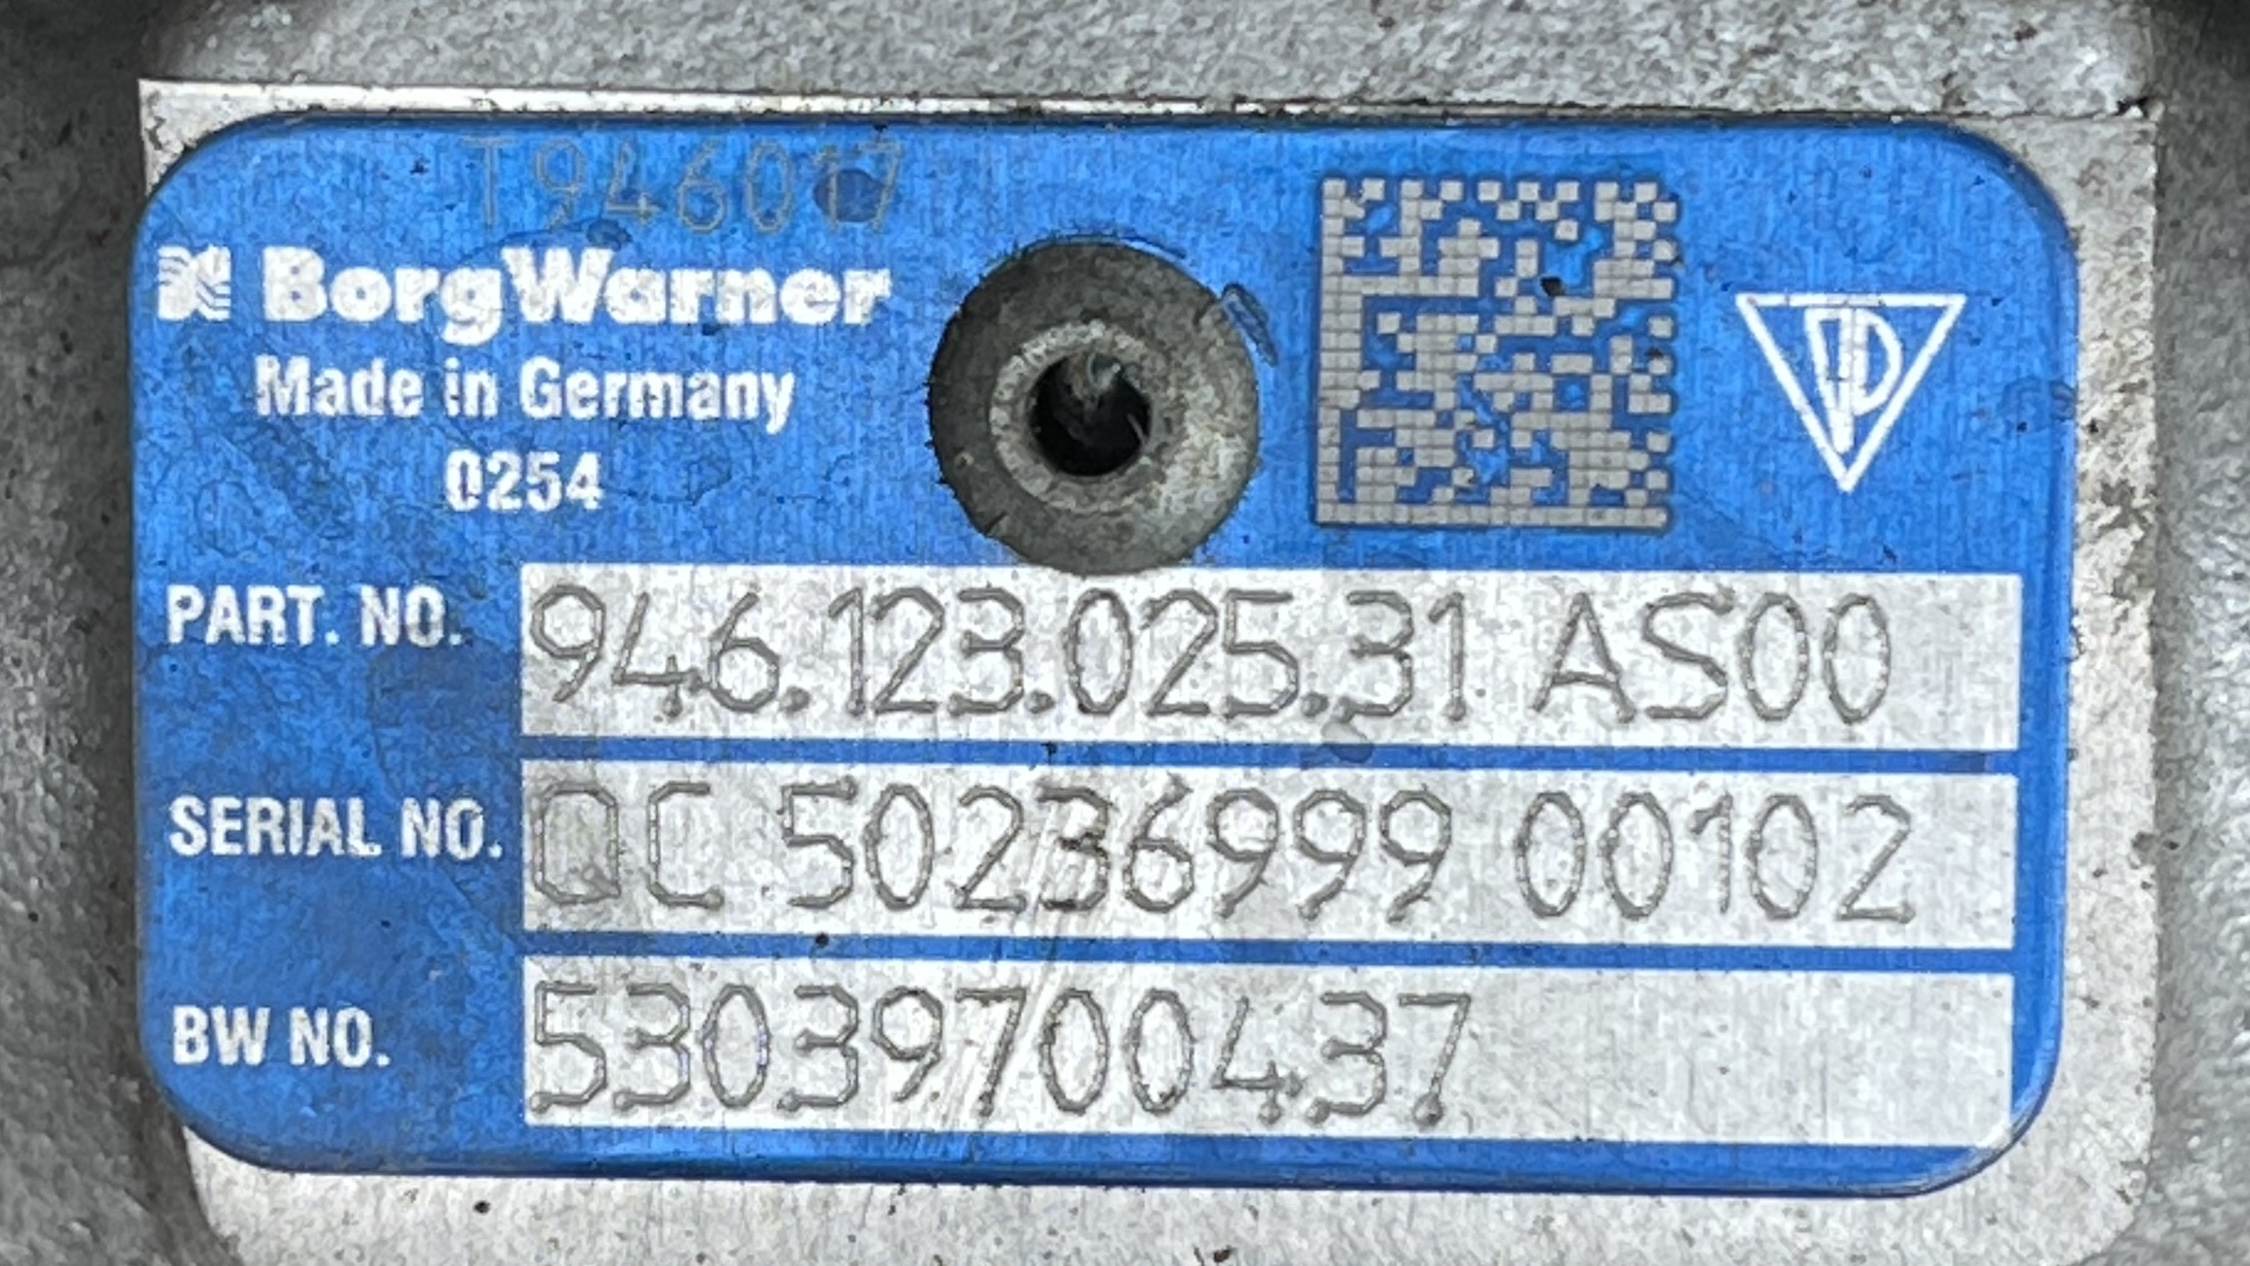 T946017
BorgWarner
Made in Germany
0254
PART. NO. 946.123.025.31 AS00
SERIAL NO. QC 50236999 00102
BW NO. 53039700437